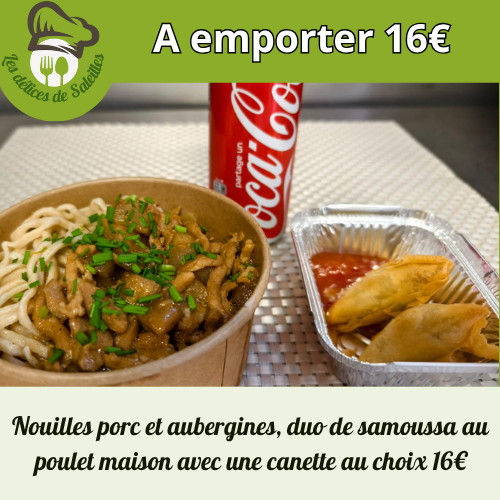 A emporter 16€
Les délices de Saleilles
partage un
Coca-Co
Nouilles porc et aubergines, duo de samoussa au
poulet maison avec une canette au choix 16€